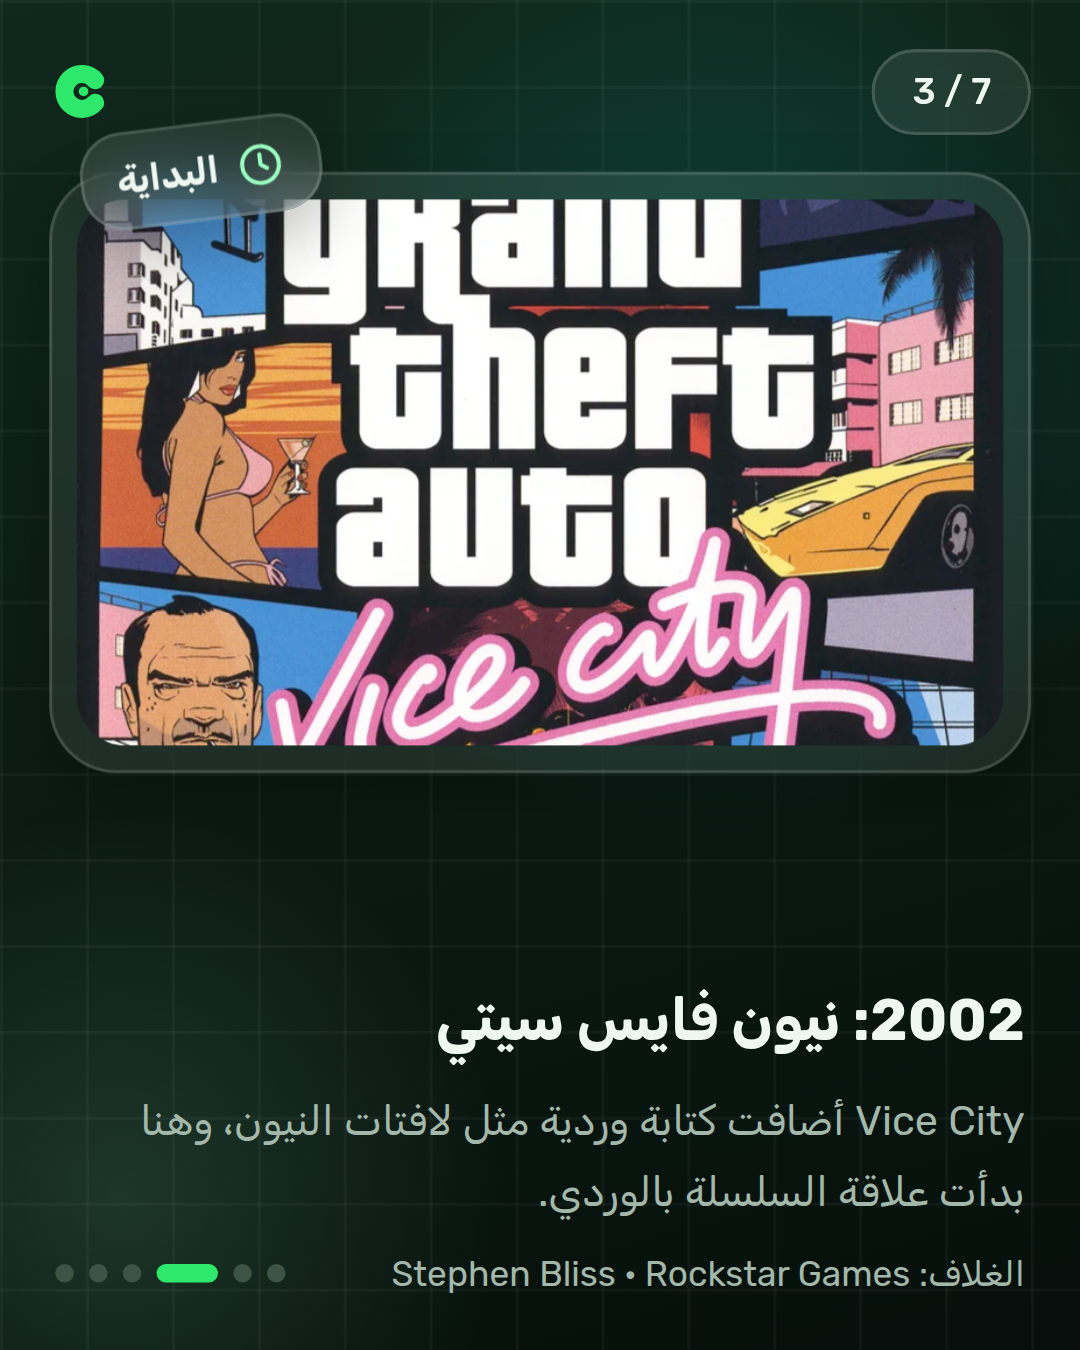 3 / 7
البداية
grand
theft
auto
Vice City
2002: نيون فايس سيتي
Vice City أضافت كتابة وردية مثل لافتات النيون، وهنا
بدأت علاقة السلسلة بالوردي.
الغلاف: Stephen Bliss • Rockstar Games